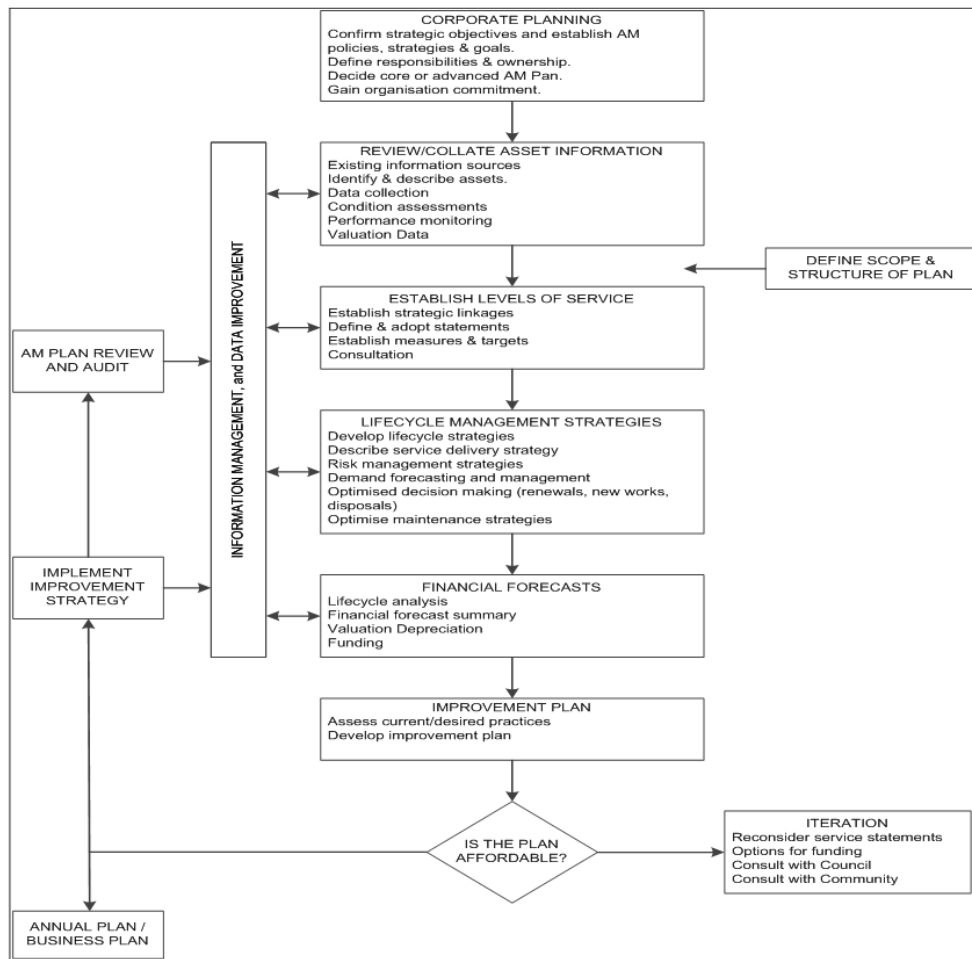 CORPORATE PLANNING
Confirm strategic objectives and establish AM
policies, strategies & goals.
Define responsibilities & ownership.
Decide core or advanced AM Pan.
Gain organisation commitment.
REVIEW/COLLATE ASSET INFORMATION
Existing information sources
Identify & describe assets.
Data collection
Condition assessments
Performance monitoring
Valuation Data
INFORMATION MANAGEMENT, and DATA IMPROVEMENT
DEFINE SCOPE &
STRUCTURE OF PLAN
ESTABLISH LEVELS OF SERVICE
Establish strategic linkages
Define & adopt statements
Establish measures & targets
Consultation
AM PLAN REVIEW
AND AUDIT
LIFECYCLE MANAGEMENT STRATEGIES
Develop lifecycle strategies
Describe service delivery strategy
Risk management strategies
Demand forecasting and management
Optimised decision making (renewals, new works,
disposals)
Optimise maintenance strategies
IMPLEMENT
IMPROVEMENT
STRATEGY
FINANCIAL FORECASTS
Lifecycle analysis
Financial forecast summary
Valuation Depreciation
Funding
IMPROVEMENT PLAN
Assess current/desired practices
Develop improvement plan
IS THE PLAN
AFFORDABLE?
ITERATION
Reconsider service statements
Options for funding
Consult with Council
Consult with Community
ANNUAL PLAN /
BUSINESS PLAN